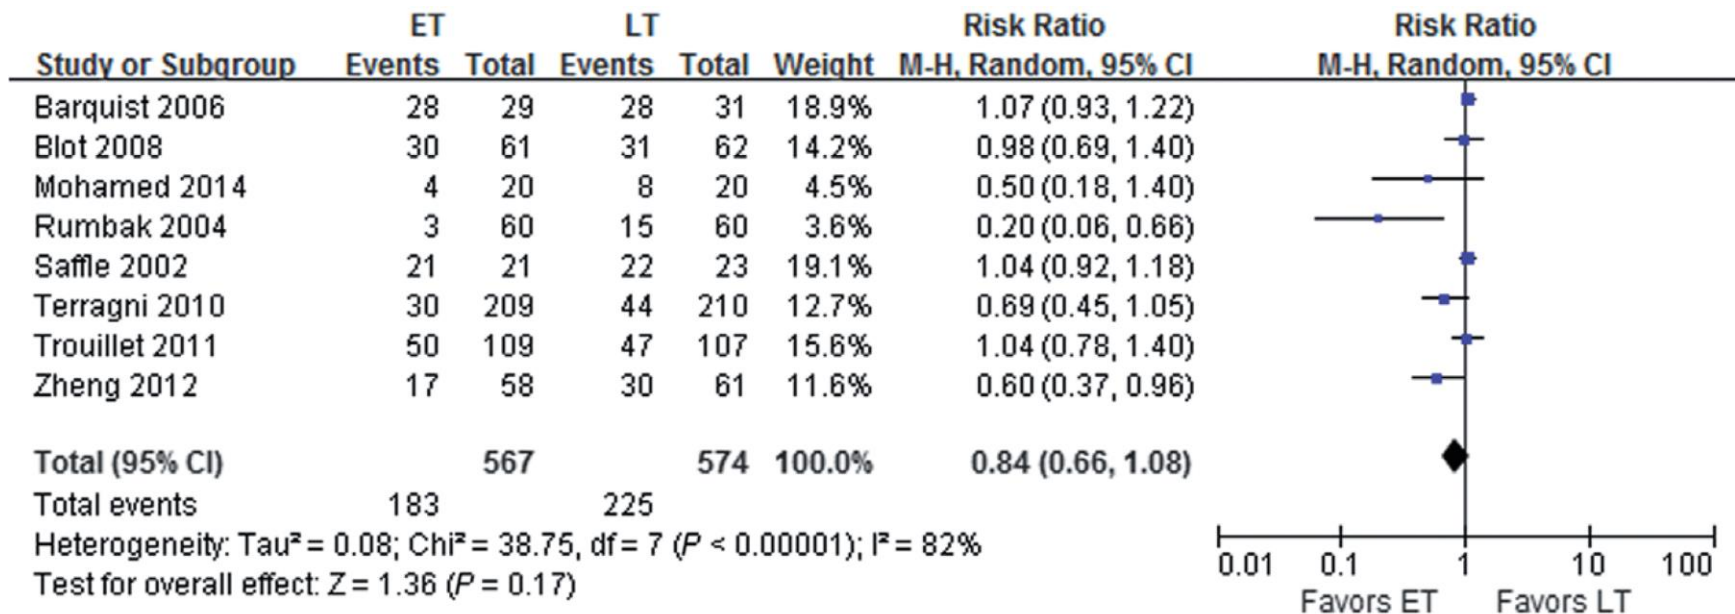 ET LT Risk Ratio Risk Ratio
Study or Subgroup Events Total Events Total Weight M-H, Random, 95% CI M-H, Random, 95% CI
Barquist 2006 28 29 28 31 18.9% 1.07 (0.93, 1.22)
Blot 2008 30 61 31 62 14.2% 0.98 (0.69, 1.40)
Mohamed 2014 4 20 8 20 4.5% 0.50 (0.18, 1.40)
Rumbak 2004 3 60 15 60 3.6% 0.20 (0.06, 0.66)
Saffle 2002 21 21 22 23 19.1% 1.04 (0.92, 1.18)
Terragni 2010 30 209 44 210 12.7% 0.69 (0.45, 1.05)
Trouillet 2011 50 109 47 107 15.6% 1.04 (0.78, 1.40)
Zheng 2012 17 58 30 61 11.6% 0.60 (0.37, 0.96)
Total (95% CI) 567 574 100.0% 0.84 (0.66, 1.08)
Total events 183 225
Heterogeneity: Tau² = 0.08; Chi² = 38.75, df = 7 (P < 0.00001); I² = 82%
Test for overall effect: Z = 1.36 (P = 0.17)
0.01 0.1 1 10 100
Favors ET Favors LT